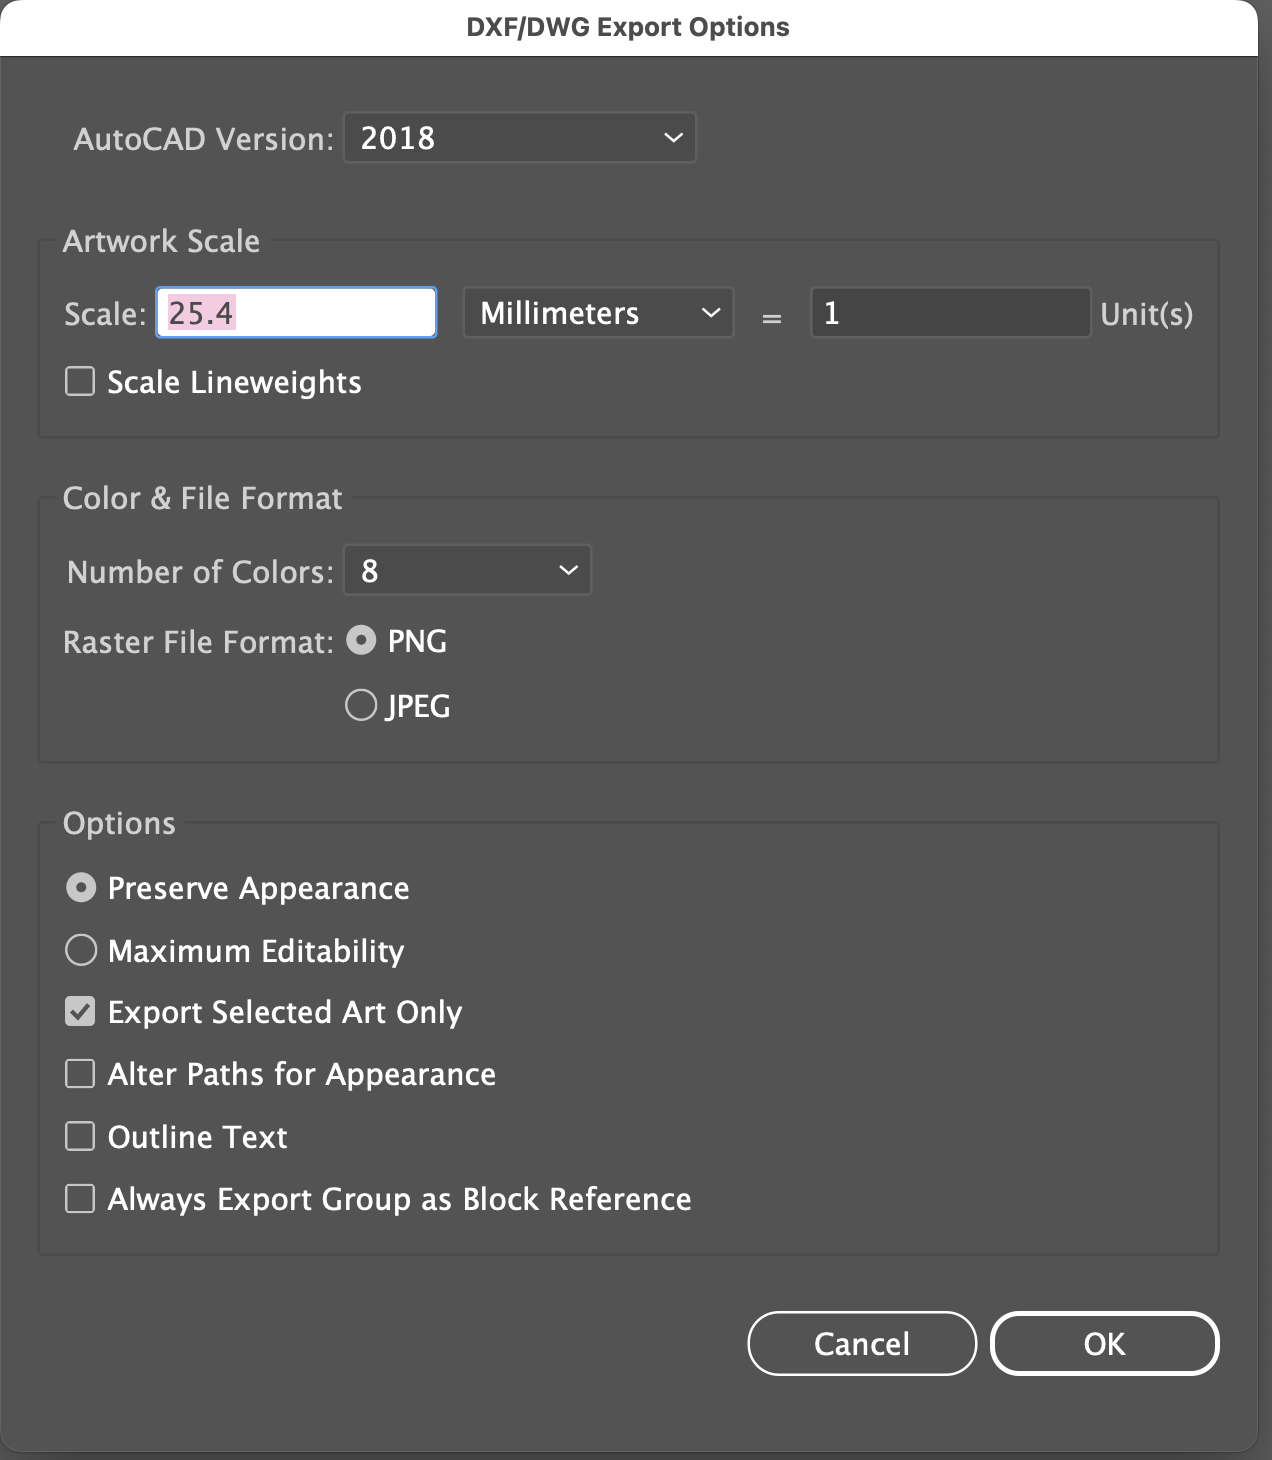 DXF/DWG Export Options
AutoCAD Version: 2018
Artwork Scale
Scale: 25.4 Millimeters = 1 Unit(s)
Scale Lineweights
Color & File Format
Number of Colors: 8
Raster File Format: PNG
JPEG
Options
Preserve Appearance
Maximum Editability
Export Selected Art Only
Alter Paths for Appearance
Outline Text
Always Export Group as Block Reference
Cancel OK